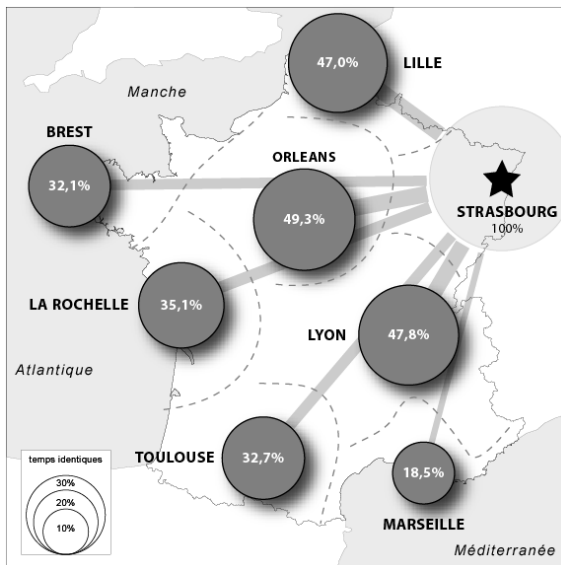 47,0%
LILLE
Manche
BREST
32,1%
ORLEANS
49,3%
STRASBOURG
100%
LA ROCHELLE
35,1%
LYON
47,8%
Atlantique
TOULOUSE
32,7%
18,5%
MARSEILLE
Méditerranée
temps identiques
30%
20%
10%